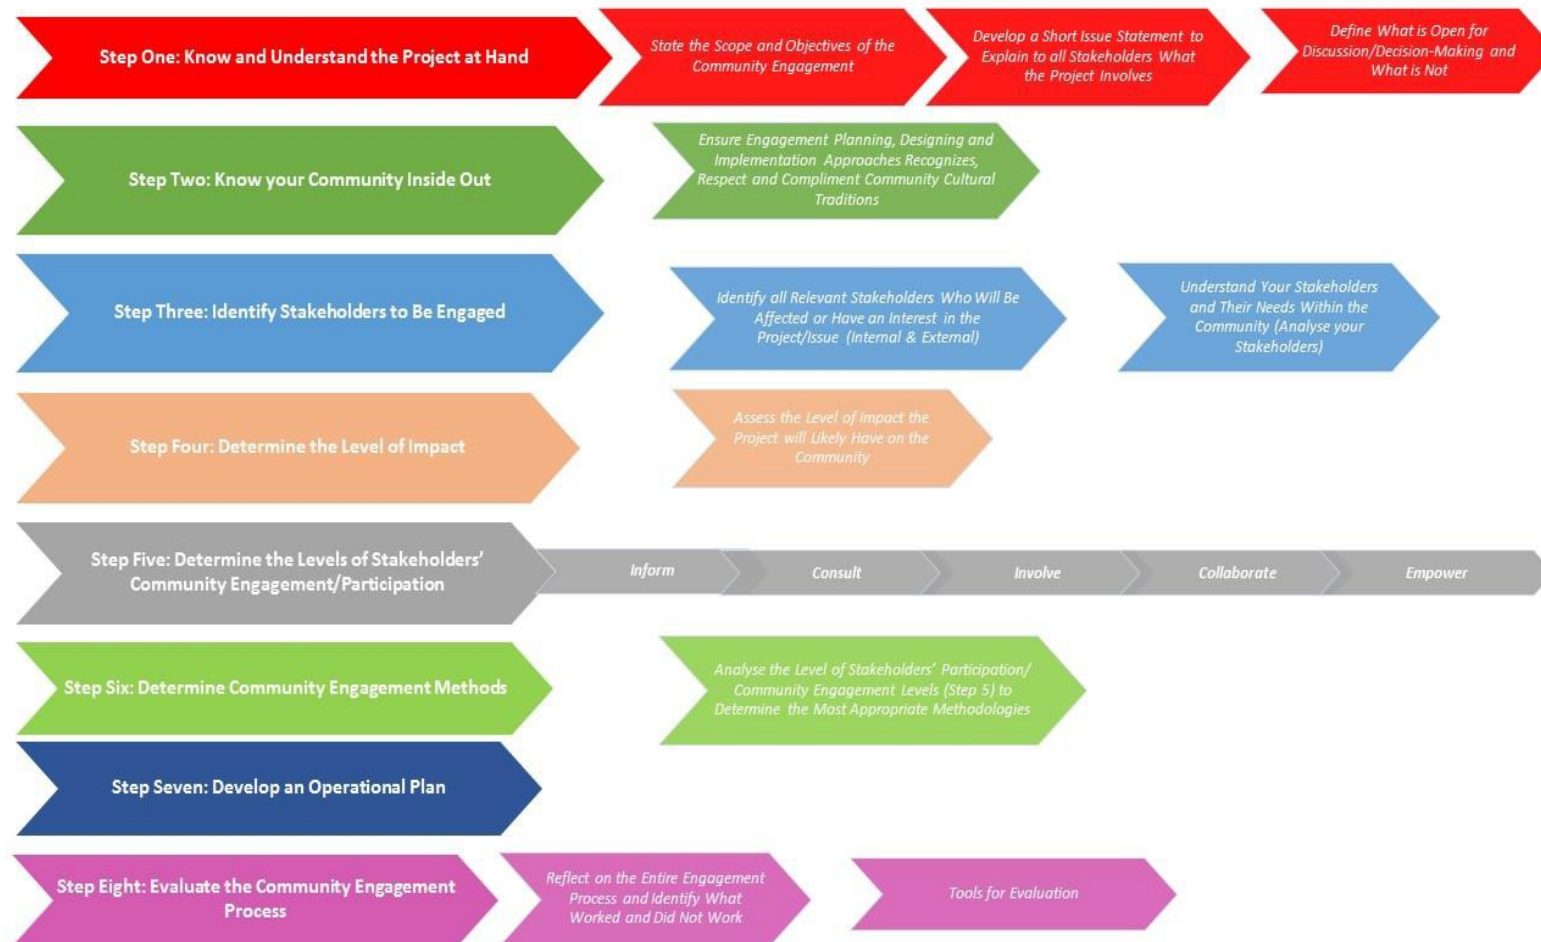 Step One: Know and Understand the Project at Hand
State the Scope and Objectives of the
Community Engagement
Develop a Short Issue Statement to
Explain to all Stakeholders What
the Project Involves
Define What is Open for
Discussion/Decision-Making and
What is Not
Step Two: Know your Community Inside Out
Ensure Engagement Planning, Designing and
Implementation Approaches Recognizes,
Respect and Compliment Community Cultural
Traditions
Step Three: Identify Stakeholders to Be Engaged
Identify all Relevant Stakeholders Who Will Be
Affected or Have an Interest in the
Project/Issue (Internal & External)
Understand Your Stakeholders
and Their Needs Within the
Community (Analyse your
Stakeholders)
Step Four: Determine the Level of Impact
Assess the Level of Impact the
Project will Likely Have on the
Community
Step Five: Determine the Levels of Stakeholders’
Community Engagement/Participation
Inform
Consult
Involve
Collaborate
Empower
Step Six: Determine Community Engagement Methods
Analyse the Level of Stakeholders’ Participation/
Community Engagement Levels (Step 5) to
Determine the Most Appropriate Methodologies
Step Seven: Develop an Operational Plan
Step Eight: Evaluate the Community Engagement
Process
Reflect on the Entire Engagement
Process and Identify What
Worked and Did Not Work
Tools for Evaluation